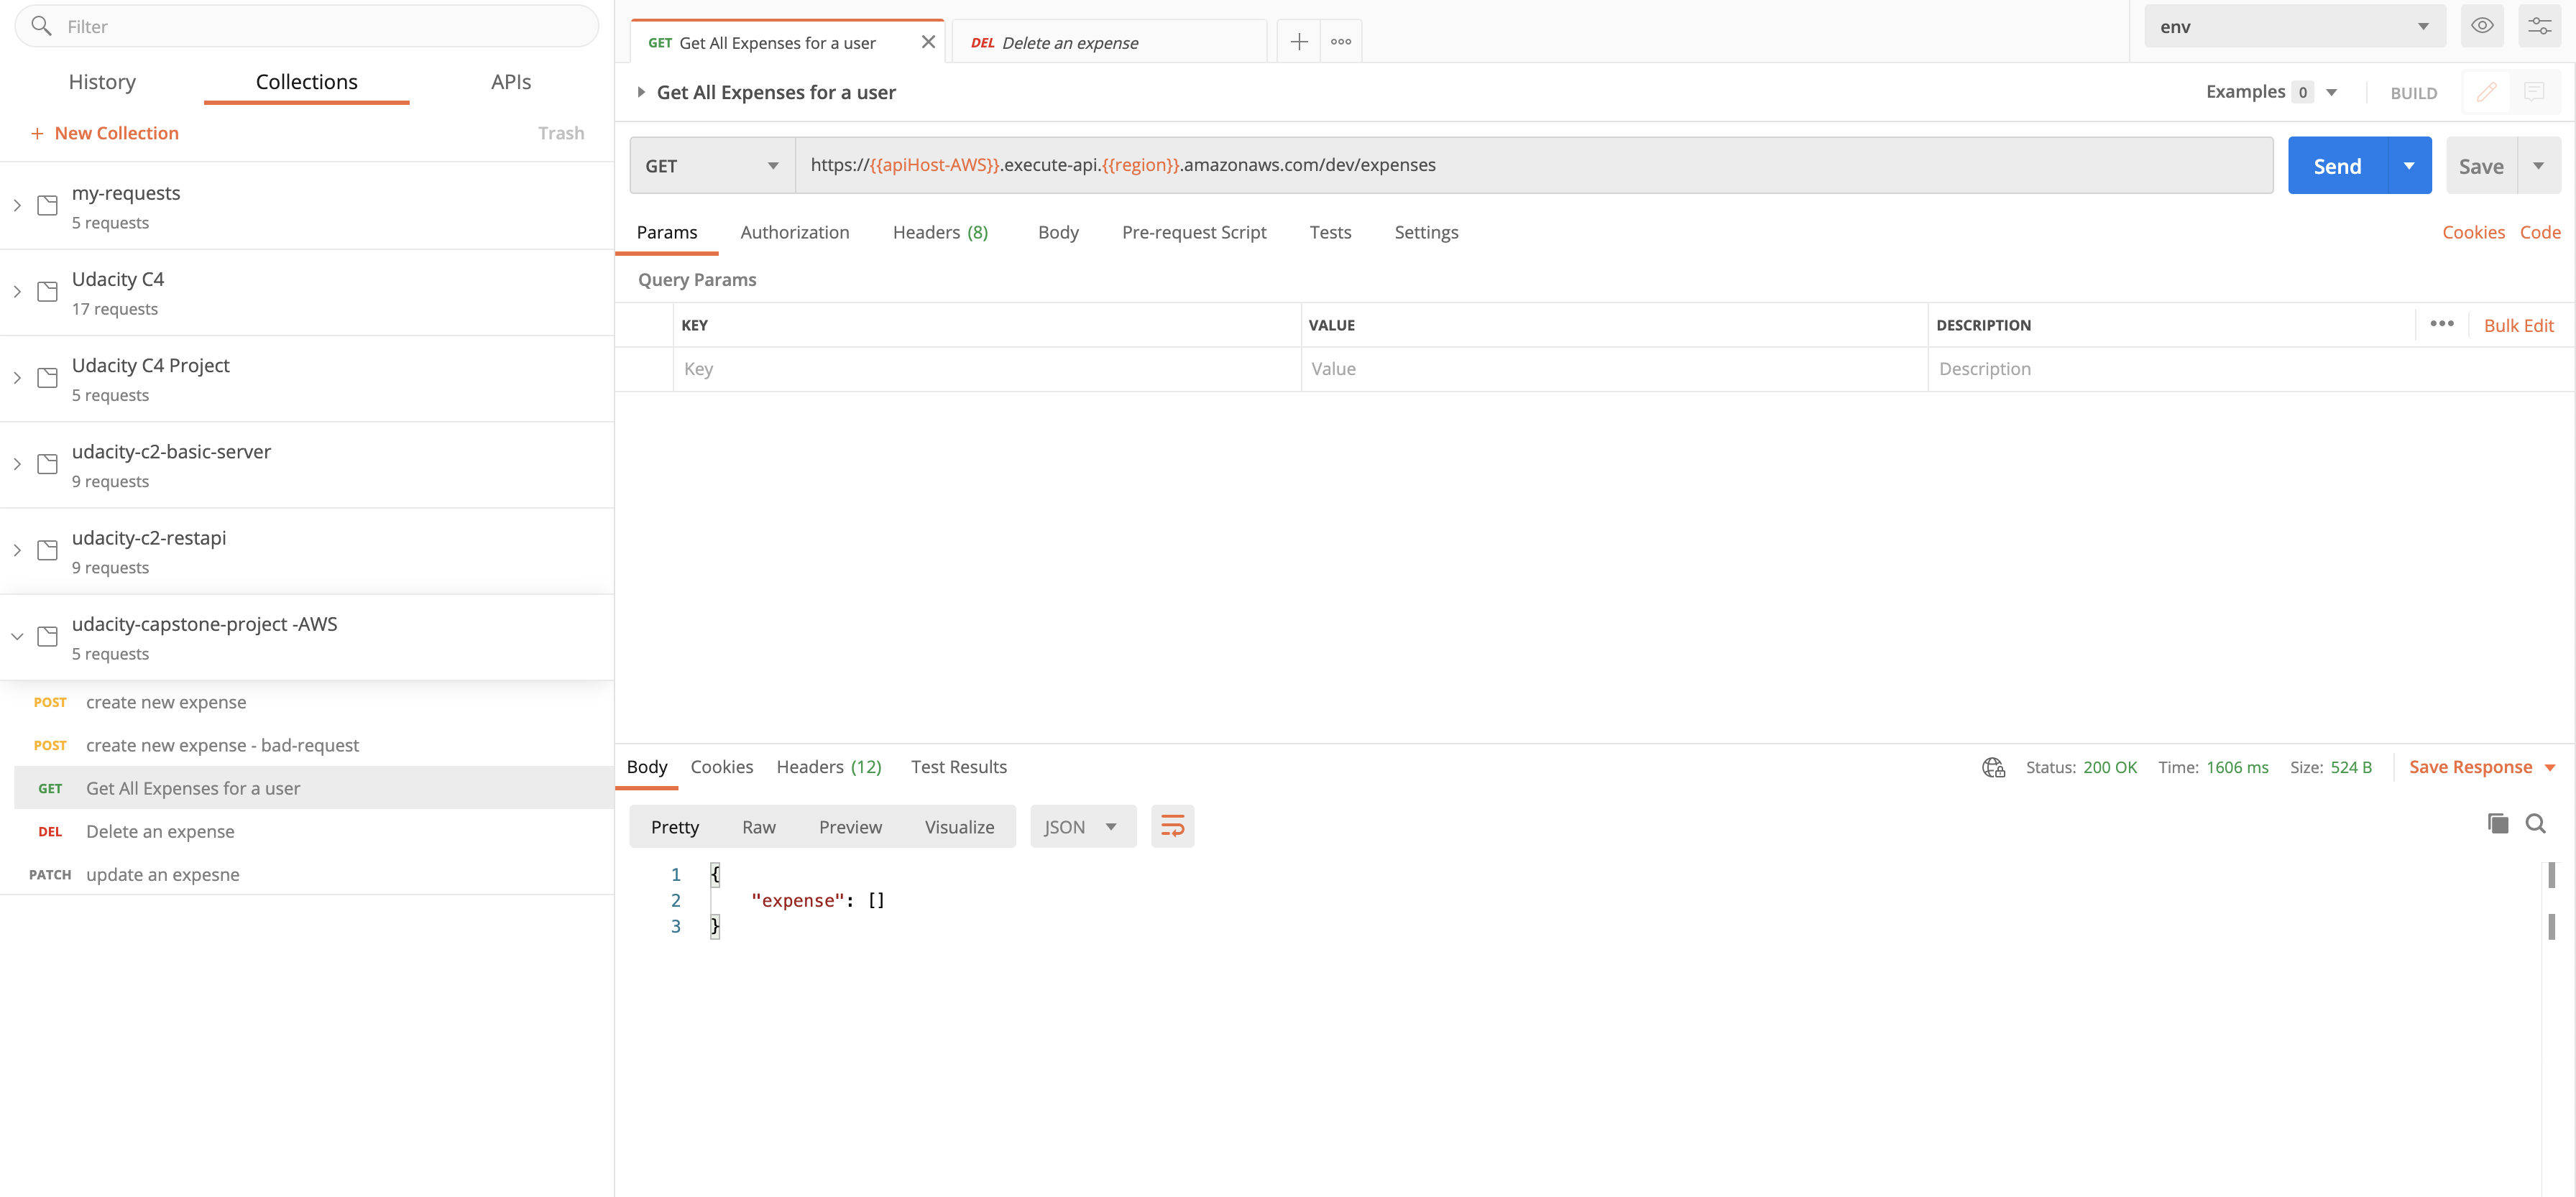 Filter
History Collections APIs
+ New Collection Trash
my-requests
5 requests
Udacity C4
17 requests
Udacity C4 Project
5 requests
udacity-c2-basic-server
9 requests
udacity-c2-restapi
9 requests
udacity-capstone-project -AWS
5 requests
POST create new expense
POST create new expense - bad-request
GET Get All Expenses for a user
DEL Delete an expense
PATCH update an expesne
GET Get All Expenses for a user DEL Delete an expense
env
Get All Expenses for a user
Examples 0 BUILD
GET https://{{apiHost-AWS}}.execute-api.{{region}}.amazonaws.com/dev/expenses Send Save
Params Authorization Headers (8) Body Pre-request Script Tests Settings Cookies Code
Query Params
KEY VALUE DESCRIPTION Bulk Edit
Key Value Description
Body Cookies Headers (12) Test Results Status: 200 OK Time: 1606 ms Size: 524 B Save Response
Pretty Raw Preview Visualize JSON
1 {
2 "expense": []
3 }